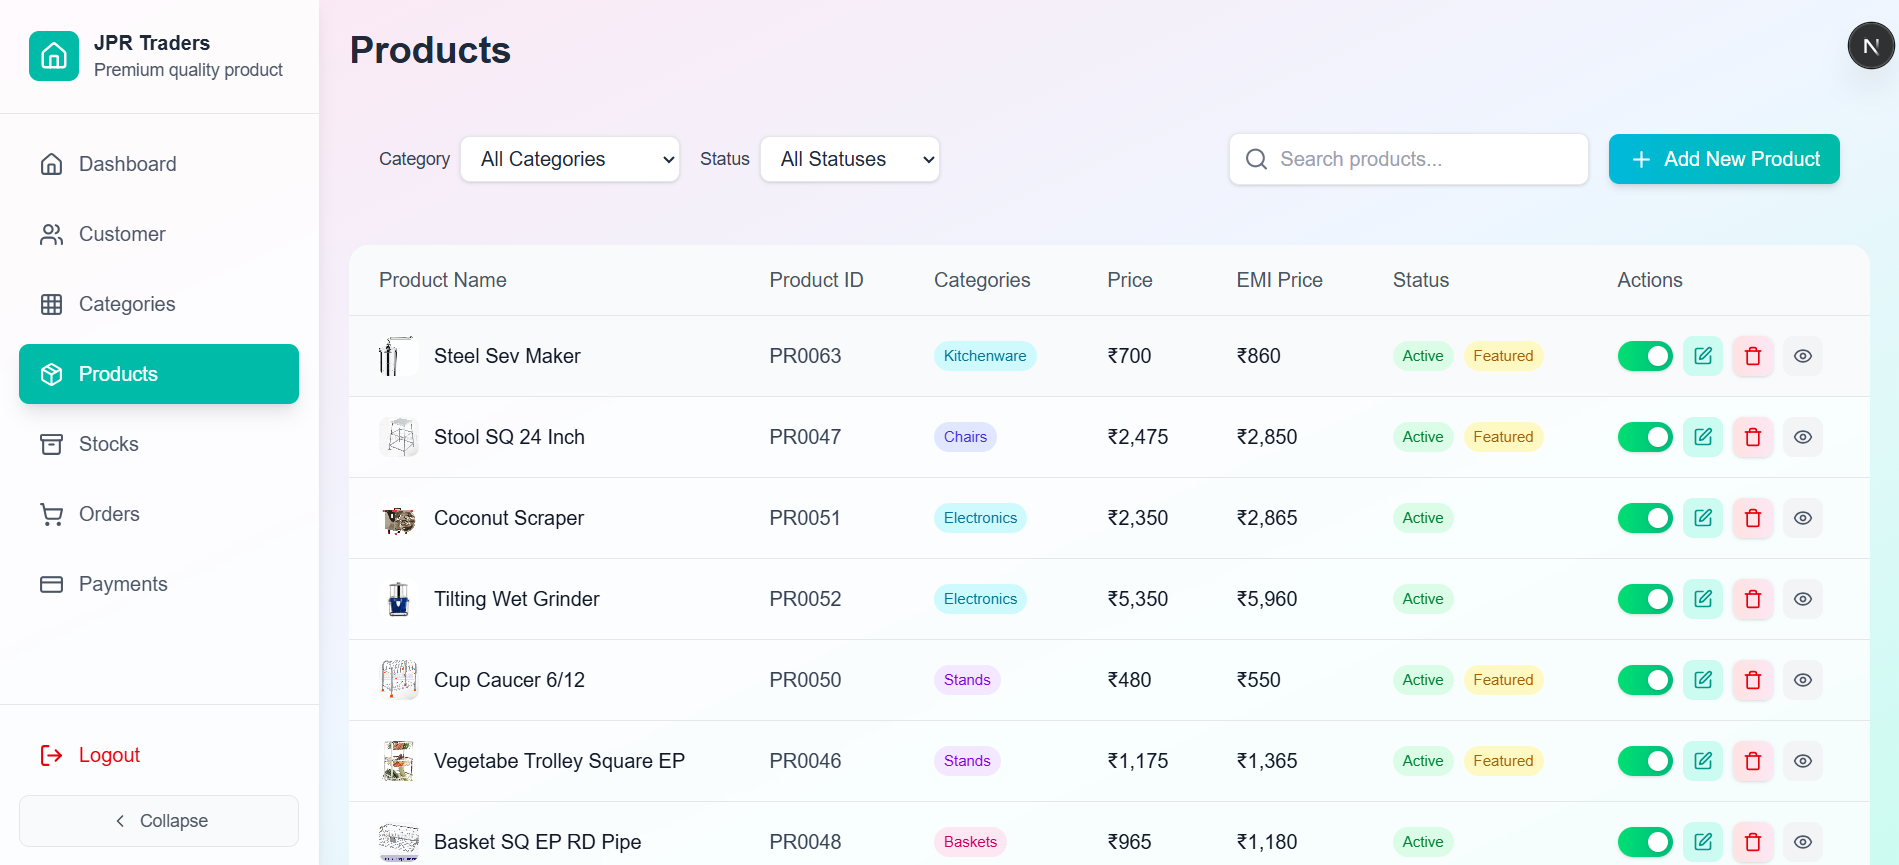 JPR Traders
Premium quality product
Dashboard
Customer
Categories
Products
Stocks
Orders
Payments
Logout
Collapse
Products
N
Category All Categories Status All Statuses Search products... Add New Product
Product Name Product ID Categories Price EMI Price Status Actions
Steel Sev Maker PR0063 Kitchenware ₹700 ₹860 Active Featured
Stool SQ 24 Inch PR0047 Chairs ₹2,475 ₹2,850 Active Featured
Coconut Scraper PR0051 Electronics ₹2,350 ₹2,865 Active
Tilting Wet Grinder PR0052 Electronics ₹5,350 ₹5,960 Active
Cup Caucer 6/12 PR0050 Stands ₹480 ₹550 Active Featured
Vegetabe Trolley Square EP PR0046 Stands ₹1,175 ₹1,365 Active Featured
Basket SQ EP RD Pipe PR0048 Baskets ₹965 ₹1,180 Active